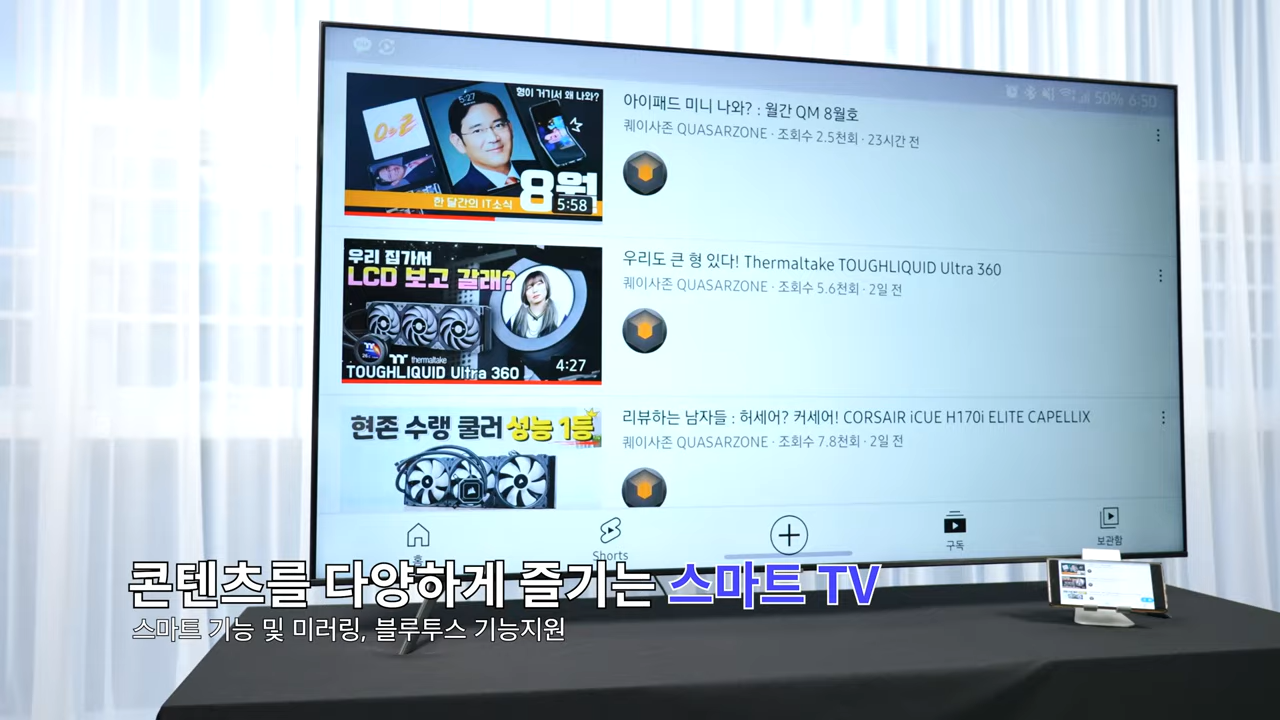 50% 6:50
5:27
형이 거기서 왜 나와?
한 달간의 IT소식
8월
5:58
아이패드 미니 나와? : 월간 QM 8월호
퀘이사존 QUASARZONE · 조회수 2.5천회 · 23시간 전
우리 집가서
LCD 보고 갈래?
thermaltake
TOUGHLIQUID Ultra 360
4:27
우리도 큰 형 있다! Thermaltake TOUGHLIQUID Ultra 360
퀘이사존 QUASARZONE · 조회수 5.6천회 · 2일 전
현존 수랭 쿨러 성능 1등
리뷰하는 남자들 : 허세어? 커세어! CORSAIR iCUE H170i ELITE CAPELLIX
퀘이사존 QUASARZONE · 조회수 7.8천회 · 2일 전
홈
Shorts
구독
보관함
콘텐츠를 다양하게 즐기는 스마트 TV
스마트 기능 및 미러링, 블루투스 기능지원